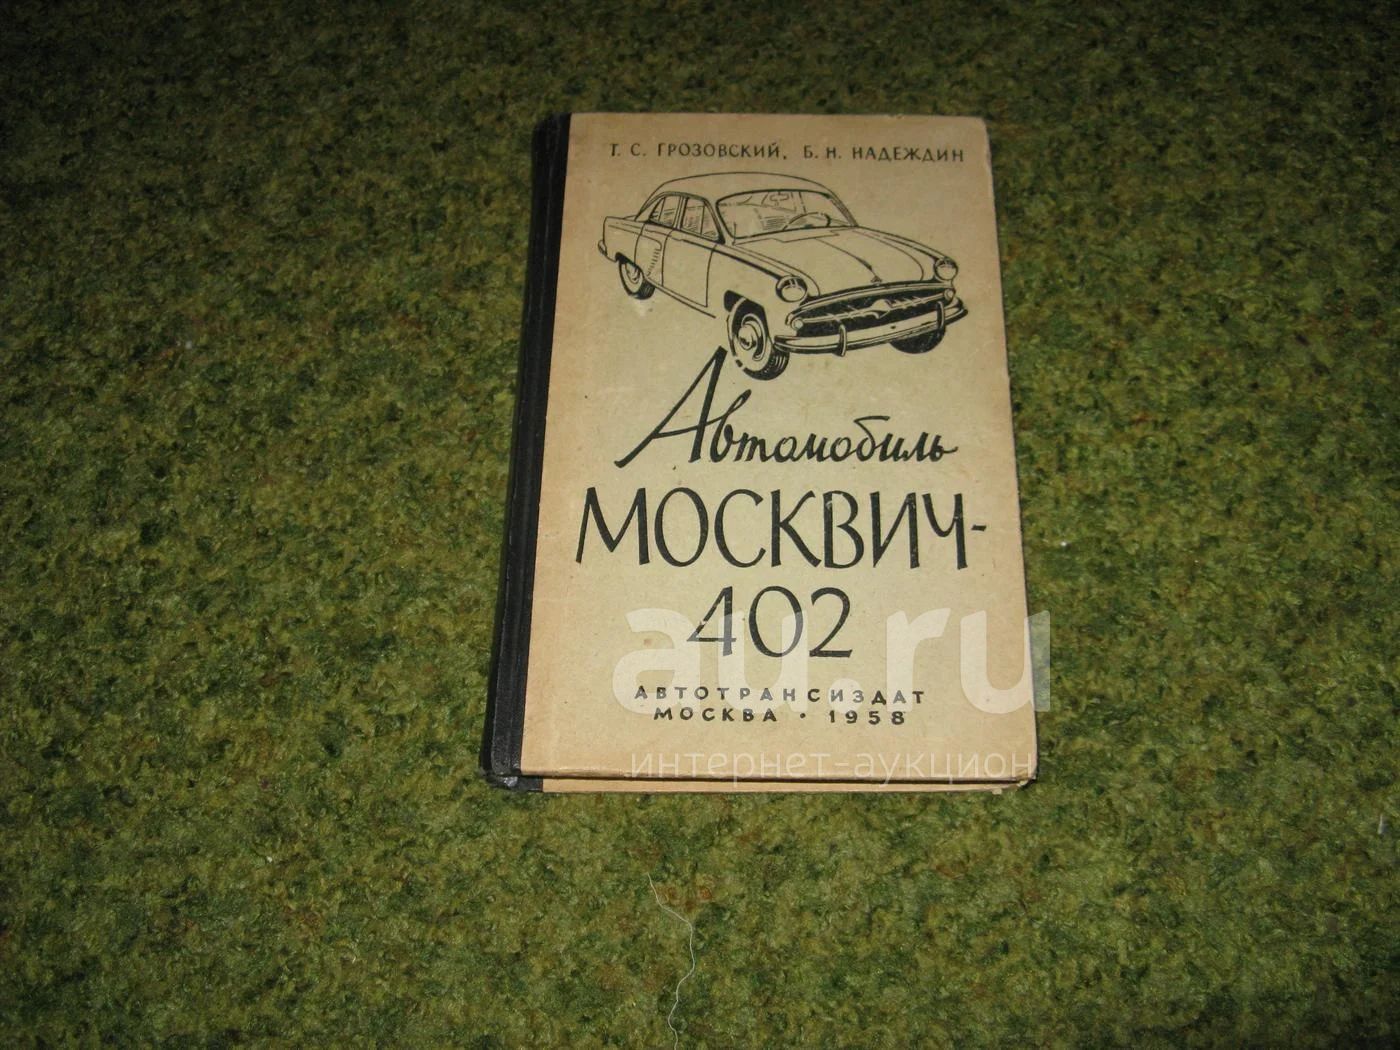 Т. С. ГРОЗОВСКИЙ, Б. Н. НАДЕЖДИН
Автомобиль
МОСКВИЧ-
402
au.ru
АВТОТРАНСИЗДАТ
МОСКВА • 1958
интернет-аукцион